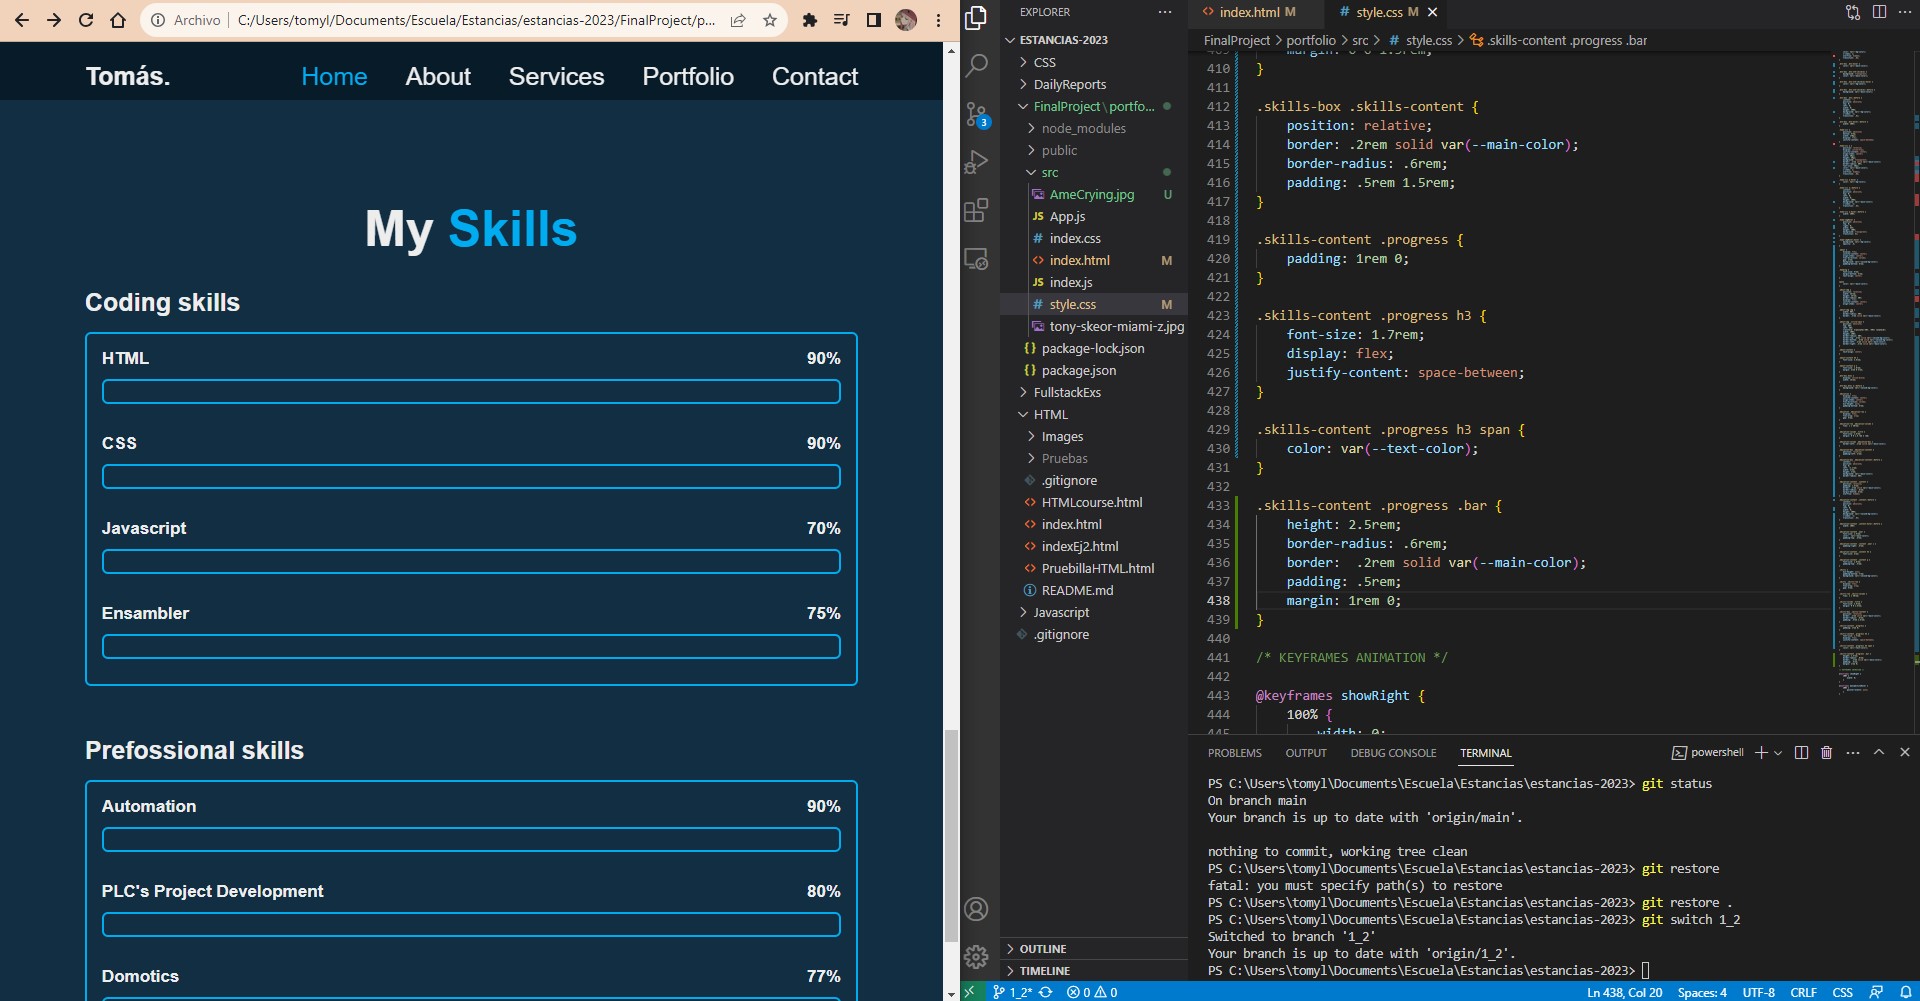 Archivo
C:/Users/tomyl/Documents/Escuela/Estancias/estancias-2023/FinalProject/p...
Tomás.
Home
About
Services
Portfolio
Contact
My Skills
Coding skills
HTML 90%
CSS 90%
Javascript 70%
Ensambler 75%
Prefossional skills
Automation 90%
PLC's Project Development 80%
Domotics 77%
3
EXPLORER
ESTANCIAS-2023
CSS
DailyReports
FinalProject\portfo...
node_modules
public
src
AmeCrying.jpg U
JS App.js
# index.css
<> index.html M
JS index.js
# style.css M
tony-skeor-miami-z.jpg
{} package-lock.json
{} package.json
FullstackExs
HTML
Images
Pruebas
.gitignore
<> HTMLcourse.html
<> index.html
<> indexEj2.html
<> PruebillaHTML.html
README.md
Javascript
.gitignore
OUTLINE
TIMELINE
<> index.html M
# style.css M
FinalProject > portfolio > src > # style.css > .skills-content .progress .bar
410 }
411
412 .skills-box .skills-content {
413 position: relative;
414 border: .2rem solid var(--main-color);
415 border-radius: .6rem;
416 padding: .5rem 1.5rem;
417 }
418
419 .skills-content .progress {
420 padding: 1rem 0;
421 }
422
423 .skills-content .progress h3 {
424 font-size: 1.7rem;
425 display: flex;
426 justify-content: space-between;
427 }
428
429 .skills-content .progress h3 span {
430 color: var(--text-color);
431 }
432
433 .skills-content .progress .bar {
434 height: 2.5rem;
435 border-radius: .6rem;
436 border:  .2rem solid var(--main-color);
437 padding: .5rem;
438 margin: 1rem 0;
439 }
440
441 /* KEYFRAMES ANIMATION */
442
443 @keyframes showRight {
444 100% {
445 width: 0;
PROBLEMS OUTPUT DEBUG CONSOLE TERMINAL
powershell
PS C:\Users\tomyl\Documents\Escuela\Estancias\estancias-2023> git status
On branch main
Your branch is up to date with 'origin/main'.
nothing to commit, working tree clean
PS C:\Users\tomyl\Documents\Escuela\Estancias\estancias-2023> git restore
fatal: you must specify path(s) to restore
PS C:\Users\tomyl\Documents\Escuela\Estancias\estancias-2023> git restore .
PS C:\Users\tomyl\Documents\Escuela\Estancias\estancias-2023> git switch 1_2
Switched to branch '1_2'
Your branch is up to date with 'origin/1_2'.
PS C:\Users\tomyl\Documents\Escuela\Estancias\estancias-2023>
1_2* 0 0
Ln 438, Col 20 Spaces: 4 UTF-8 CRLF CSS